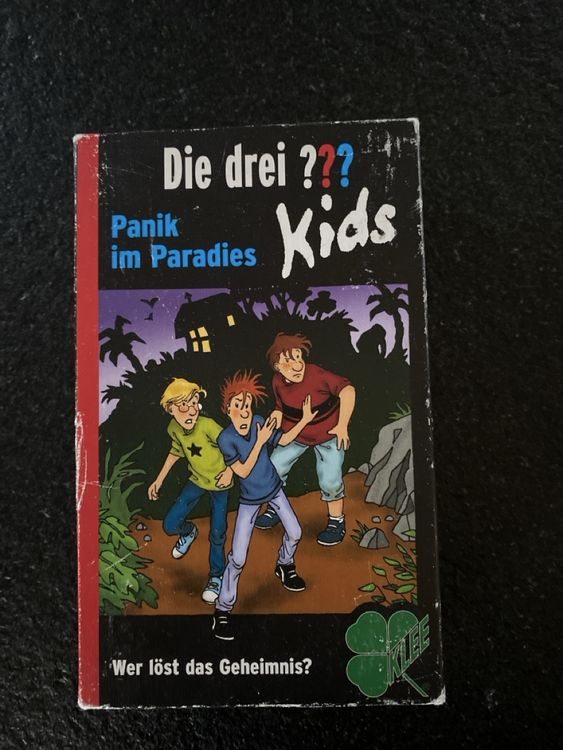 Die drei ???
Kids
Panik
im Paradies
Wer löst das Geheimnis?
KLEE